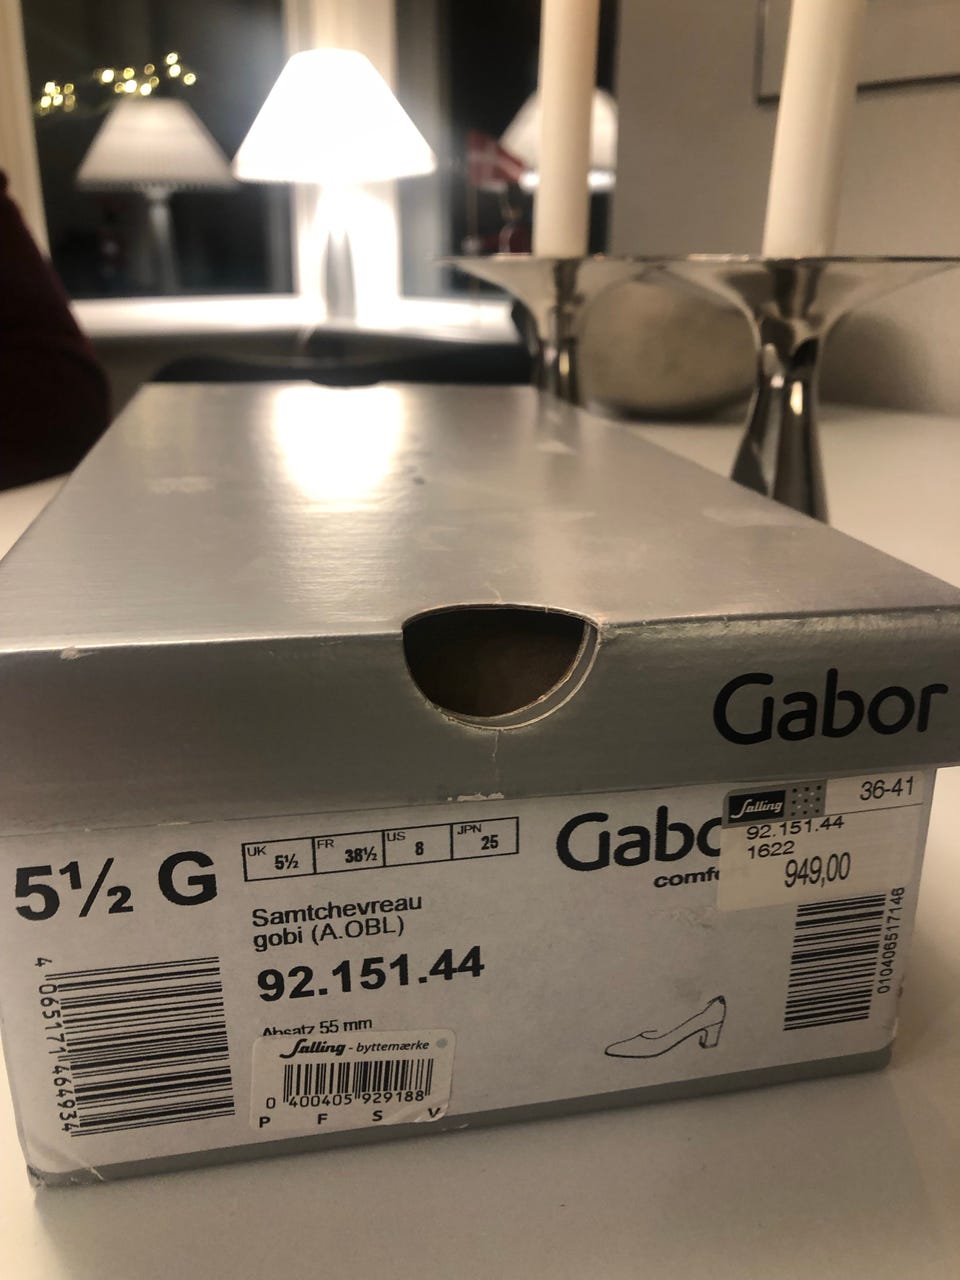 Gabor
5½ G
UK 5½ FR 38½ US 8 JPN 25
Samtchevreau
gobi (A.OBL)
92.151.44
Absatz 55 mm
4 065171 464934
Salling - byttemærke
0 400405 929188
P F S V
Gabo
comfo
Salling 36-41
92.151.44
1622
949,00
010406517146